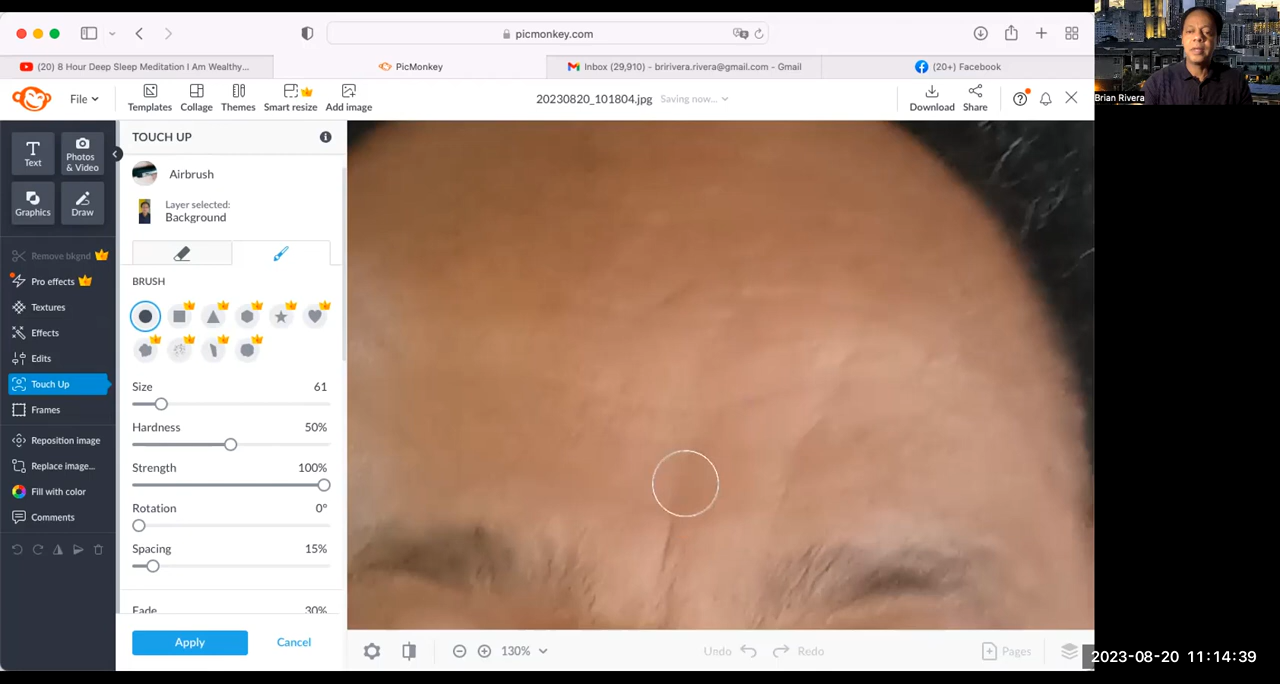 picmonkey.com
(20) 8 Hour Deep Sleep Meditation I Am Wealthy...
PicMonkey
Inbox (29,910) - bririvera.rivera@gmail.com - Gmail
(20+) Facebook
Brian Rivera
File
Templates
Collage
Themes
Smart resize
Add image
20230820_101804.jpg
Saving now...
Download
Share
Text
Photos
& Video
Graphics
Draw
Remove bkgnd
Pro effects
Textures
Effects
Edits
Touch Up
Frames
Reposition image
Replace image...
Fill with color
Comments
TOUCH UP
Airbrush
Layer selected:
Background
BRUSH
Size 61
Hardness 50%
Strength 100%
Rotation 0°
Spacing 15%
Fade 30%
Apply
Cancel
130%
Undo
Redo
Pages
2023-08-20 11:14:39